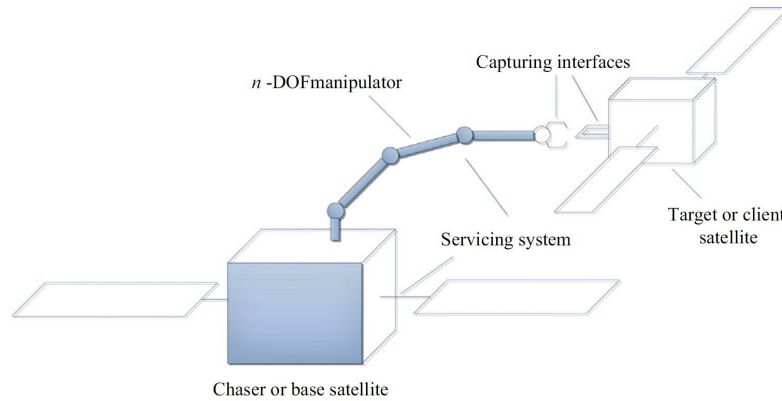 Capturing interfaces
n -DOFmanipulator
Target or client
satellite
Servicing system
Chaser or base satellite